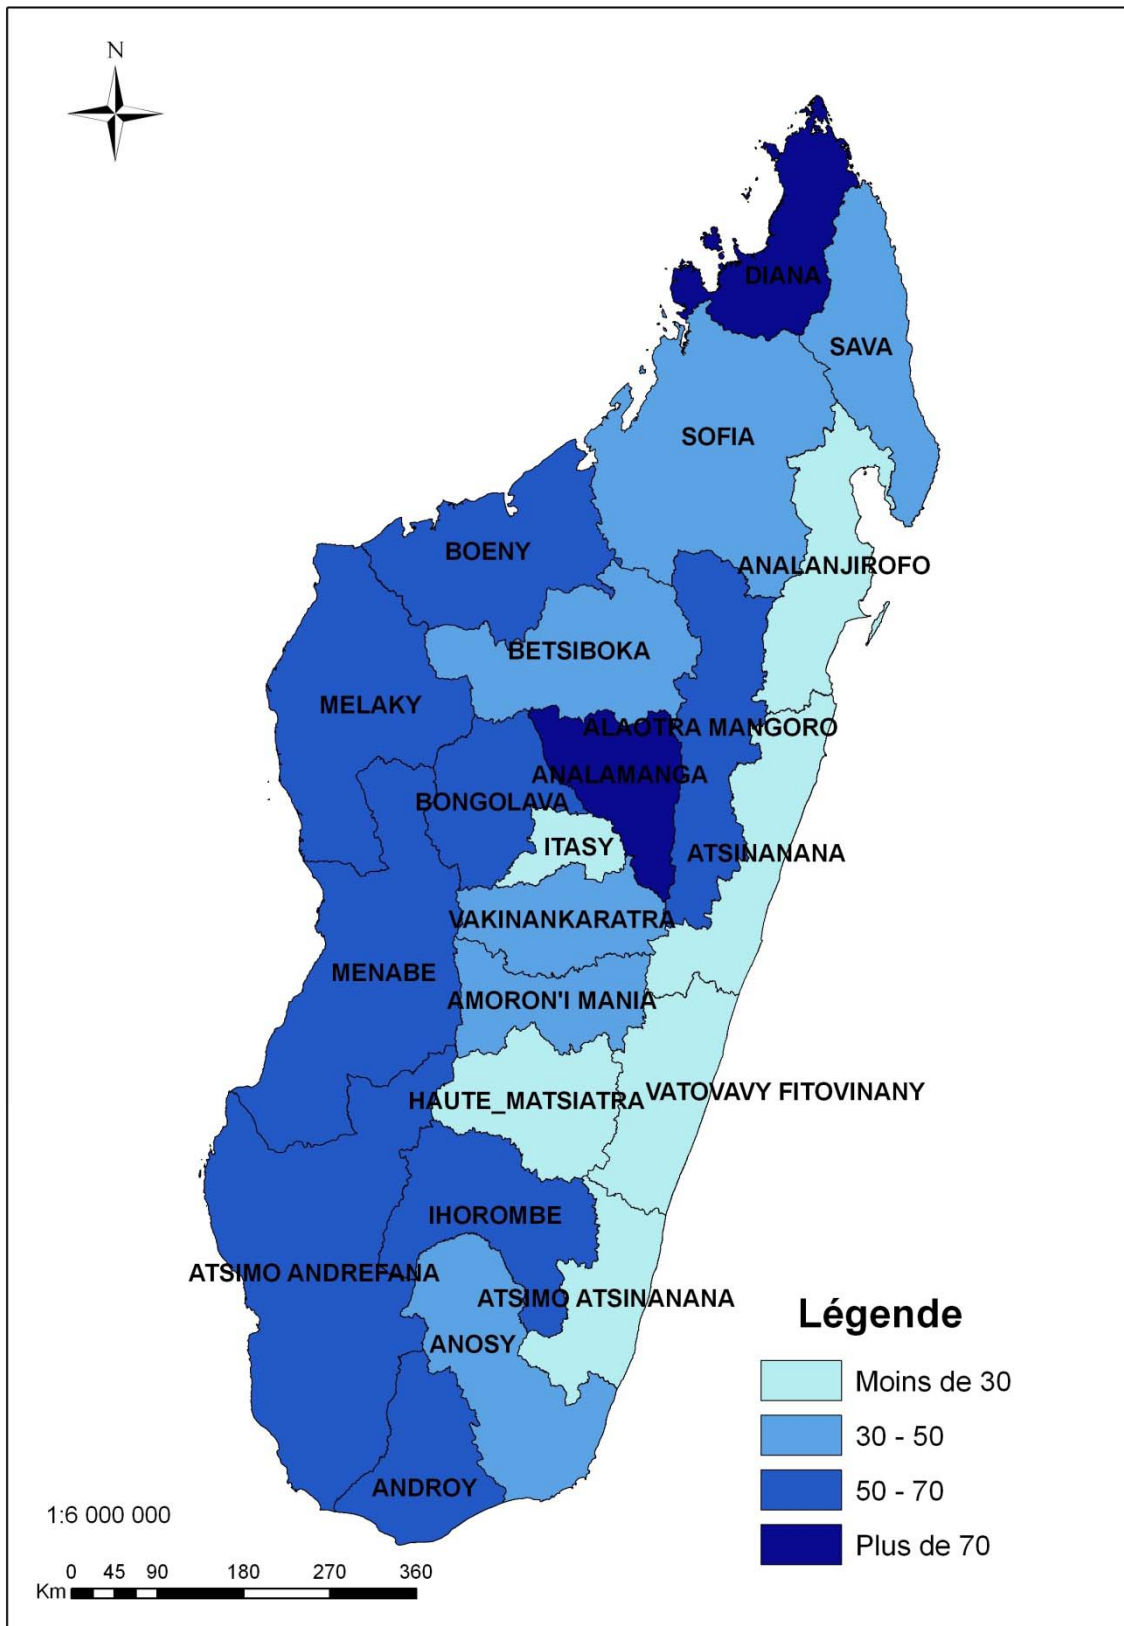 N
DIANA
SAVA
SOFIA
BOENY
ANALANJIROFO
BETSIBOKA
MELAKY
ALAOTRA MANGORO
ANALAMANGA
BONGOLAVA
ITASY
ATSINANANA
VAKINANKARATRA
MENABE
AMORON'I MANIA
HAUTE_MATSIATRA
VATOVAVY FITOVINANY
IHOROMBE
ATSIMO ANDREFANA
ATSIMO ATSINANANA
ANOSY
ANDROY
Légende
Moins de 30
30 - 50
50 - 70
Plus de 70
1:6 000 000
0 45 90 180 270 360
Km